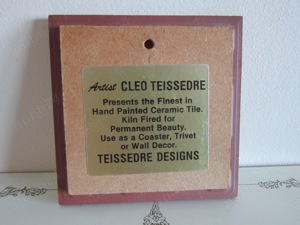 Artist CLEO TEISSEDRE
Presents the Finest in
Hand Painted Ceramic Tile.
Kiln Fired for
Permanent Beauty.
Use as a Coaster, Trivet
or Wall Decor.
TEISSEDRE DESIGNS